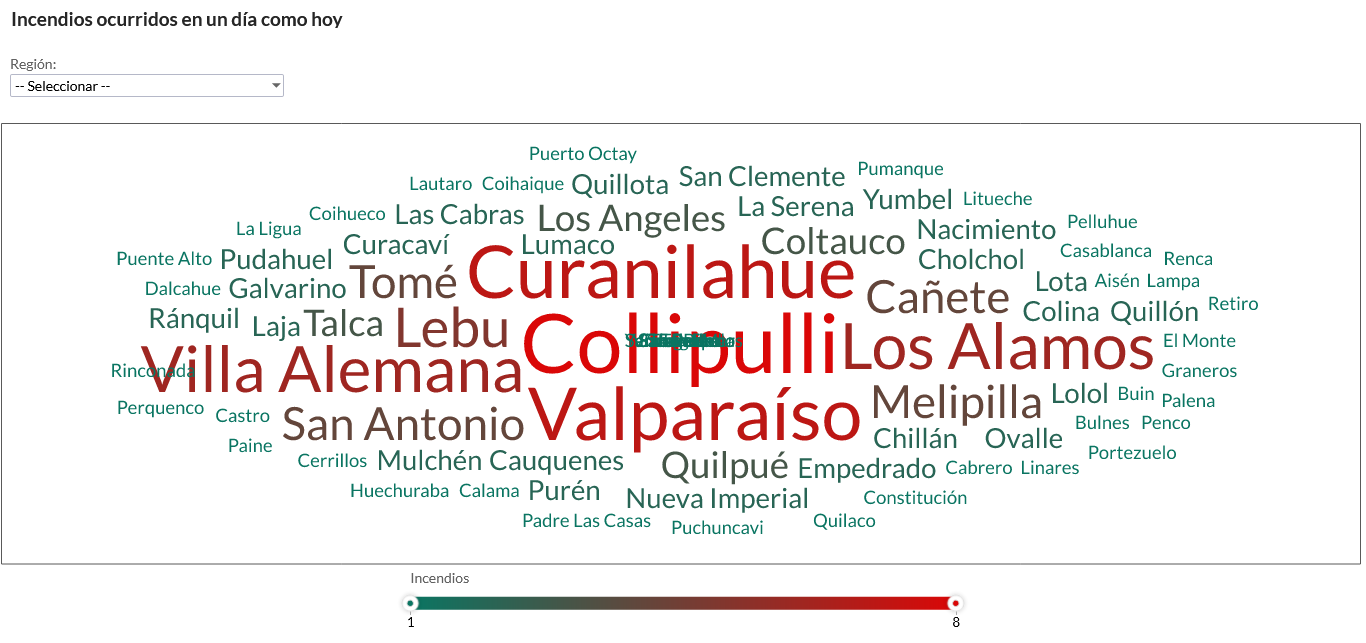 Incendios ocurridos en un día como hoy
Región:
-- Seleccionar --
Puerto Octay
Lautaro Coihaique Quillota San Clemente Pumanque
Coihueco Las Cabras Los Angeles La Serena Yumbel Litueche
La Ligua Curacaví Lumaco Coltauco Nacimiento Pelluhue
Puente Alto Pudahuel Tomé Curanilahue Cholchol Casablanca Renca
Dalcahue Galvarino Cañete Lota Aisén Lampa
Ránquil Laja Talca Lebu Colina Quillón Retiro
Villa Alemana Collipulli Los Alamos El Monte
Rinconada Graneros
Perquenco Castro San Antonio Valparaíso Melipilla Lolol Buin Palena
Paine Chillán Ovalle Bulnes Penco
Cerrillos Mulchén Cauquenes Quilpué Empedrado Cabrero Linares Portezuelo
Huechuraba Calama Purén Nueva Imperial Constitución
Padre Las Casas Puchuncavi Quilaco
Incendios
1 8